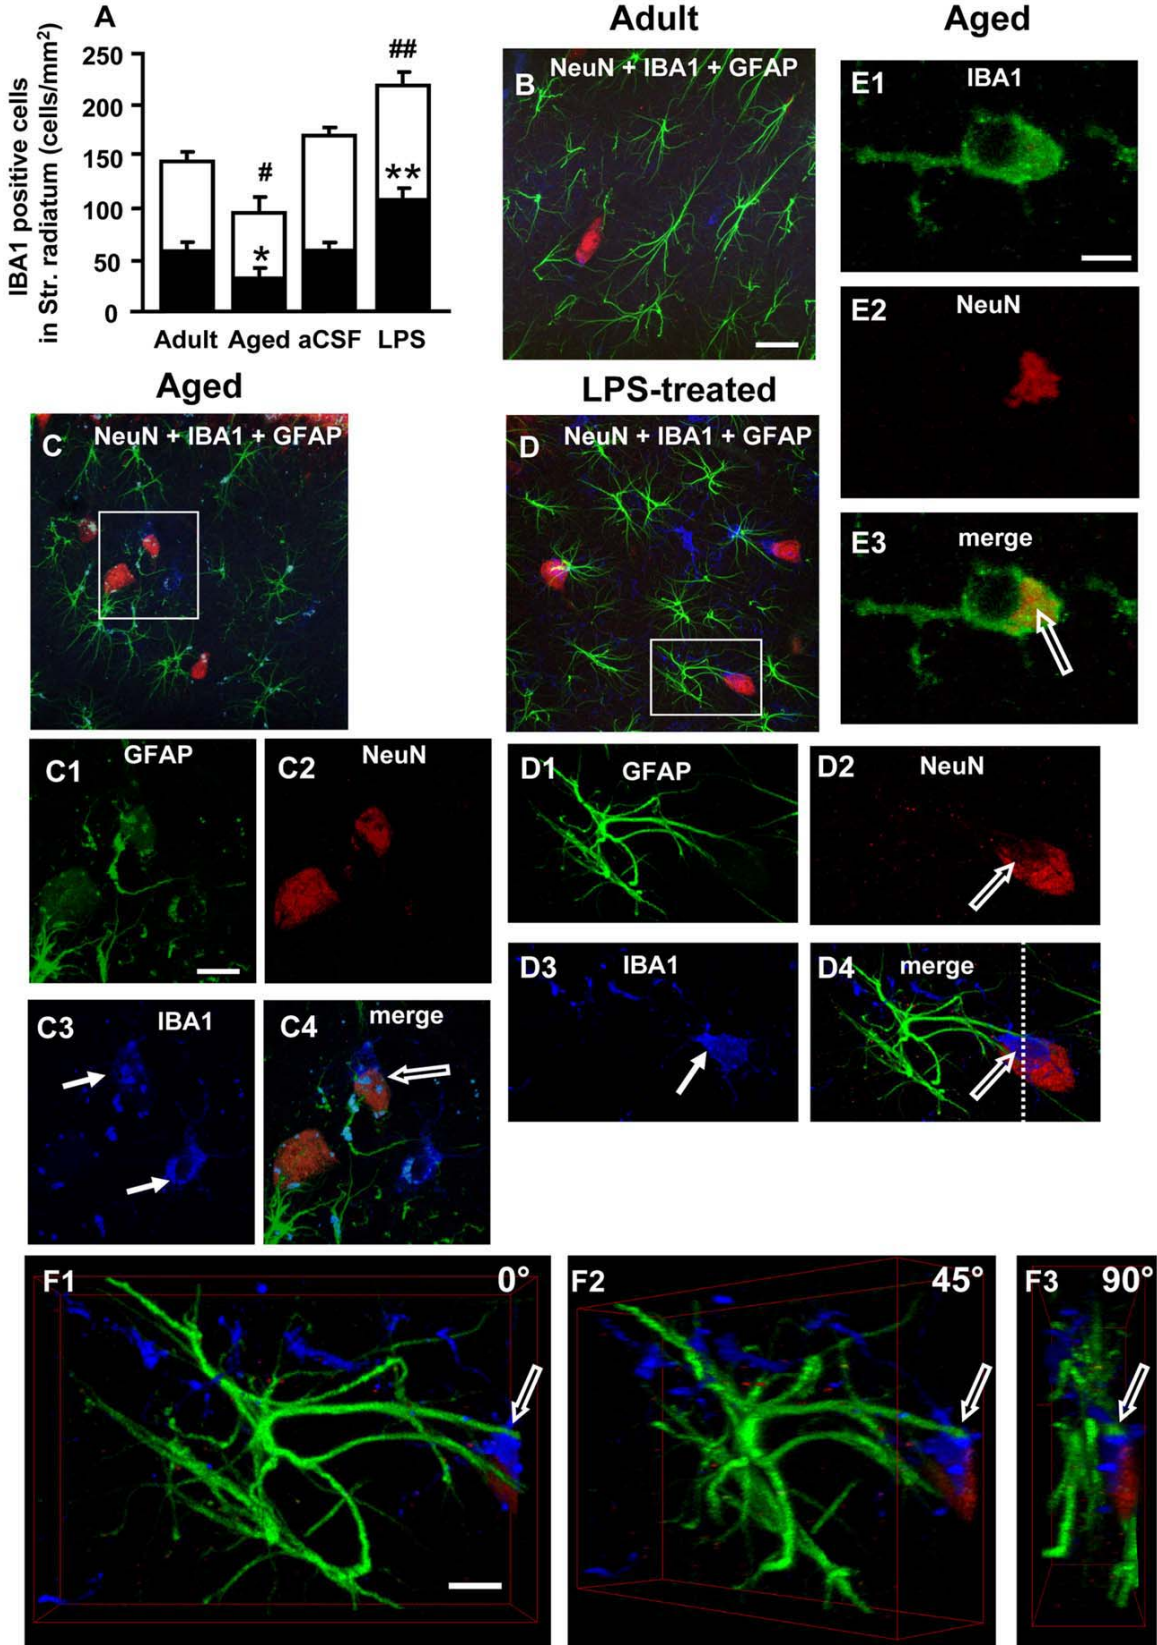 A
IBA1 positive cells
in Str. radiatum (cells/mm²)
250
200
150
100
50
0
#
*
##
**
Adult Aged aCSF LPS
Adult
B
NeuN + IBA1 + GFAP
Aged
E1
IBA1
E2
NeuN
E3
merge
Aged
C
NeuN + IBA1 + GFAP
LPS-treated
D
NeuN + IBA1 + GFAP
C1
GFAP
C2
NeuN
C3
IBA1
C4
merge
D1
GFAP
D2
NeuN
D3
IBA1
D4
merge
F1
0°
F2
45°
F3
90°